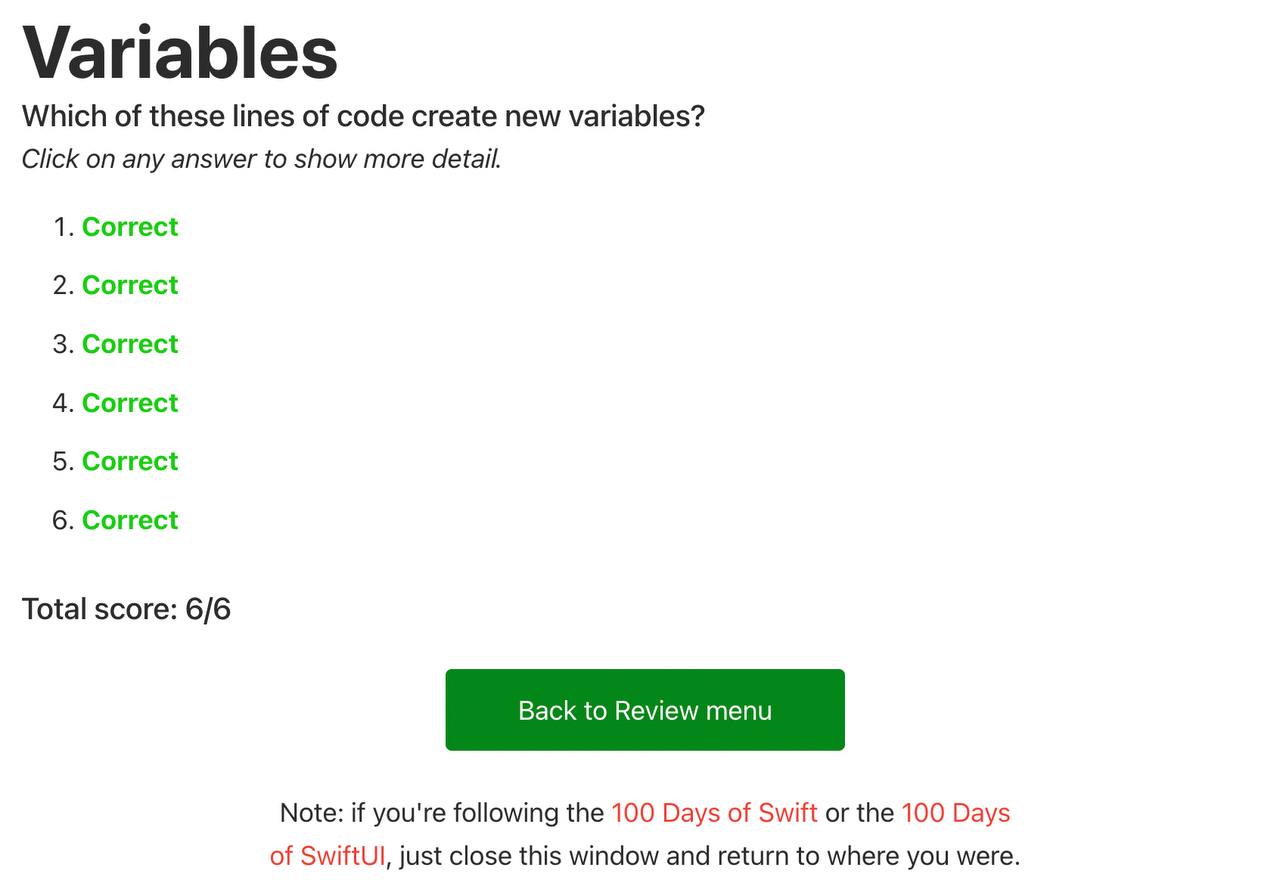 Variables
Which of these lines of code create new variables?
Click on any answer to show more detail.
1. Correct
2. Correct
3. Correct
4. Correct
5. Correct
6. Correct
Total score: 6/6
Back to Review menu
Note: if you're following the 100 Days of Swift or the 100 Days
of SwiftUI, just close this window and return to where you were.